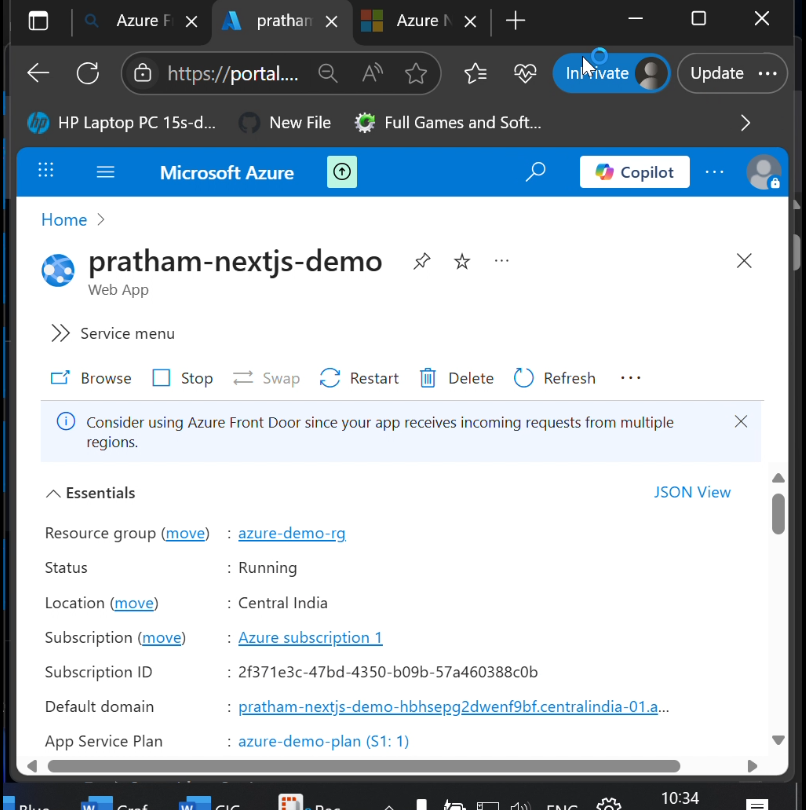 Azure F
pratham
Azure N
https://portal....
InPrivate
Update
HP Laptop PC 15s-d...
New File
Full Games and Soft...
Microsoft Azure
Copilot
Home
pratham-nextjs-demo
Web App
Service menu
Browse Stop Swap Restart Delete Refresh
Consider using Azure Front Door since your app receives incoming requests from multiple
regions.
Essentials
JSON View
Resource group (move) : azure-demo-rg
Status : Running
Location (move) : Central India
Subscription (move) : Azure subscription 1
Subscription ID : 2f371e3c-47bd-4350-b09b-57a460388c0b
Default domain : pratham-nextjs-demo-hbhsepg2dwenf9bf.centralindia-01.a...
App Service Plan : azure-demo-plan (S1: 1)
10:34